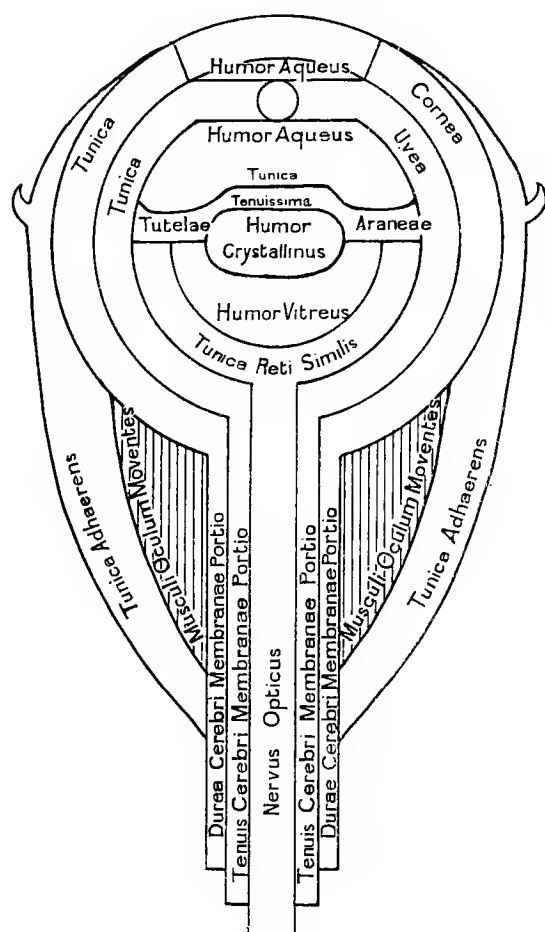 Humor Aqueus
Tunica
Cornea
Humor Aqueus
Tunica
Uvea
Tunica
Tenuissima
Tutelae
Humor
Crystallinus
Araneae
Humor Vitreus
Tunica Reti Similis
Tunica Adhaerens
Musculi Oculum Moventes
Durae Cerebri Membranae Portio
Tenuis Cerebri Membranae Portio
Nervus Opticus
Tenuis Cerebri Membranae Portio
Durae Cerebri Membranae Portio
Musculi Oculum Moventes
Tunica Adhaerens